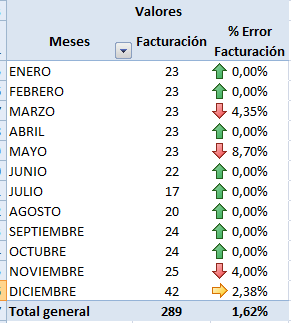 Valores
Meses Facturación % Error Facturación
ENERO 23 0,00%
FEBRERO 23 0,00%
MARZO 23 4,35%
ABRIL 23 0,00%
MAYO 23 8,70%
JUNIO 22 0,00%
JULIO 17 0,00%
AGOSTO 20 0,00%
SEPTIEMBRE 24 0,00%
OCTUBRE 24 0,00%
NOVIEMBRE 25 4,00%
DICIEMBRE 42 2,38%
Total general 289 1,62%